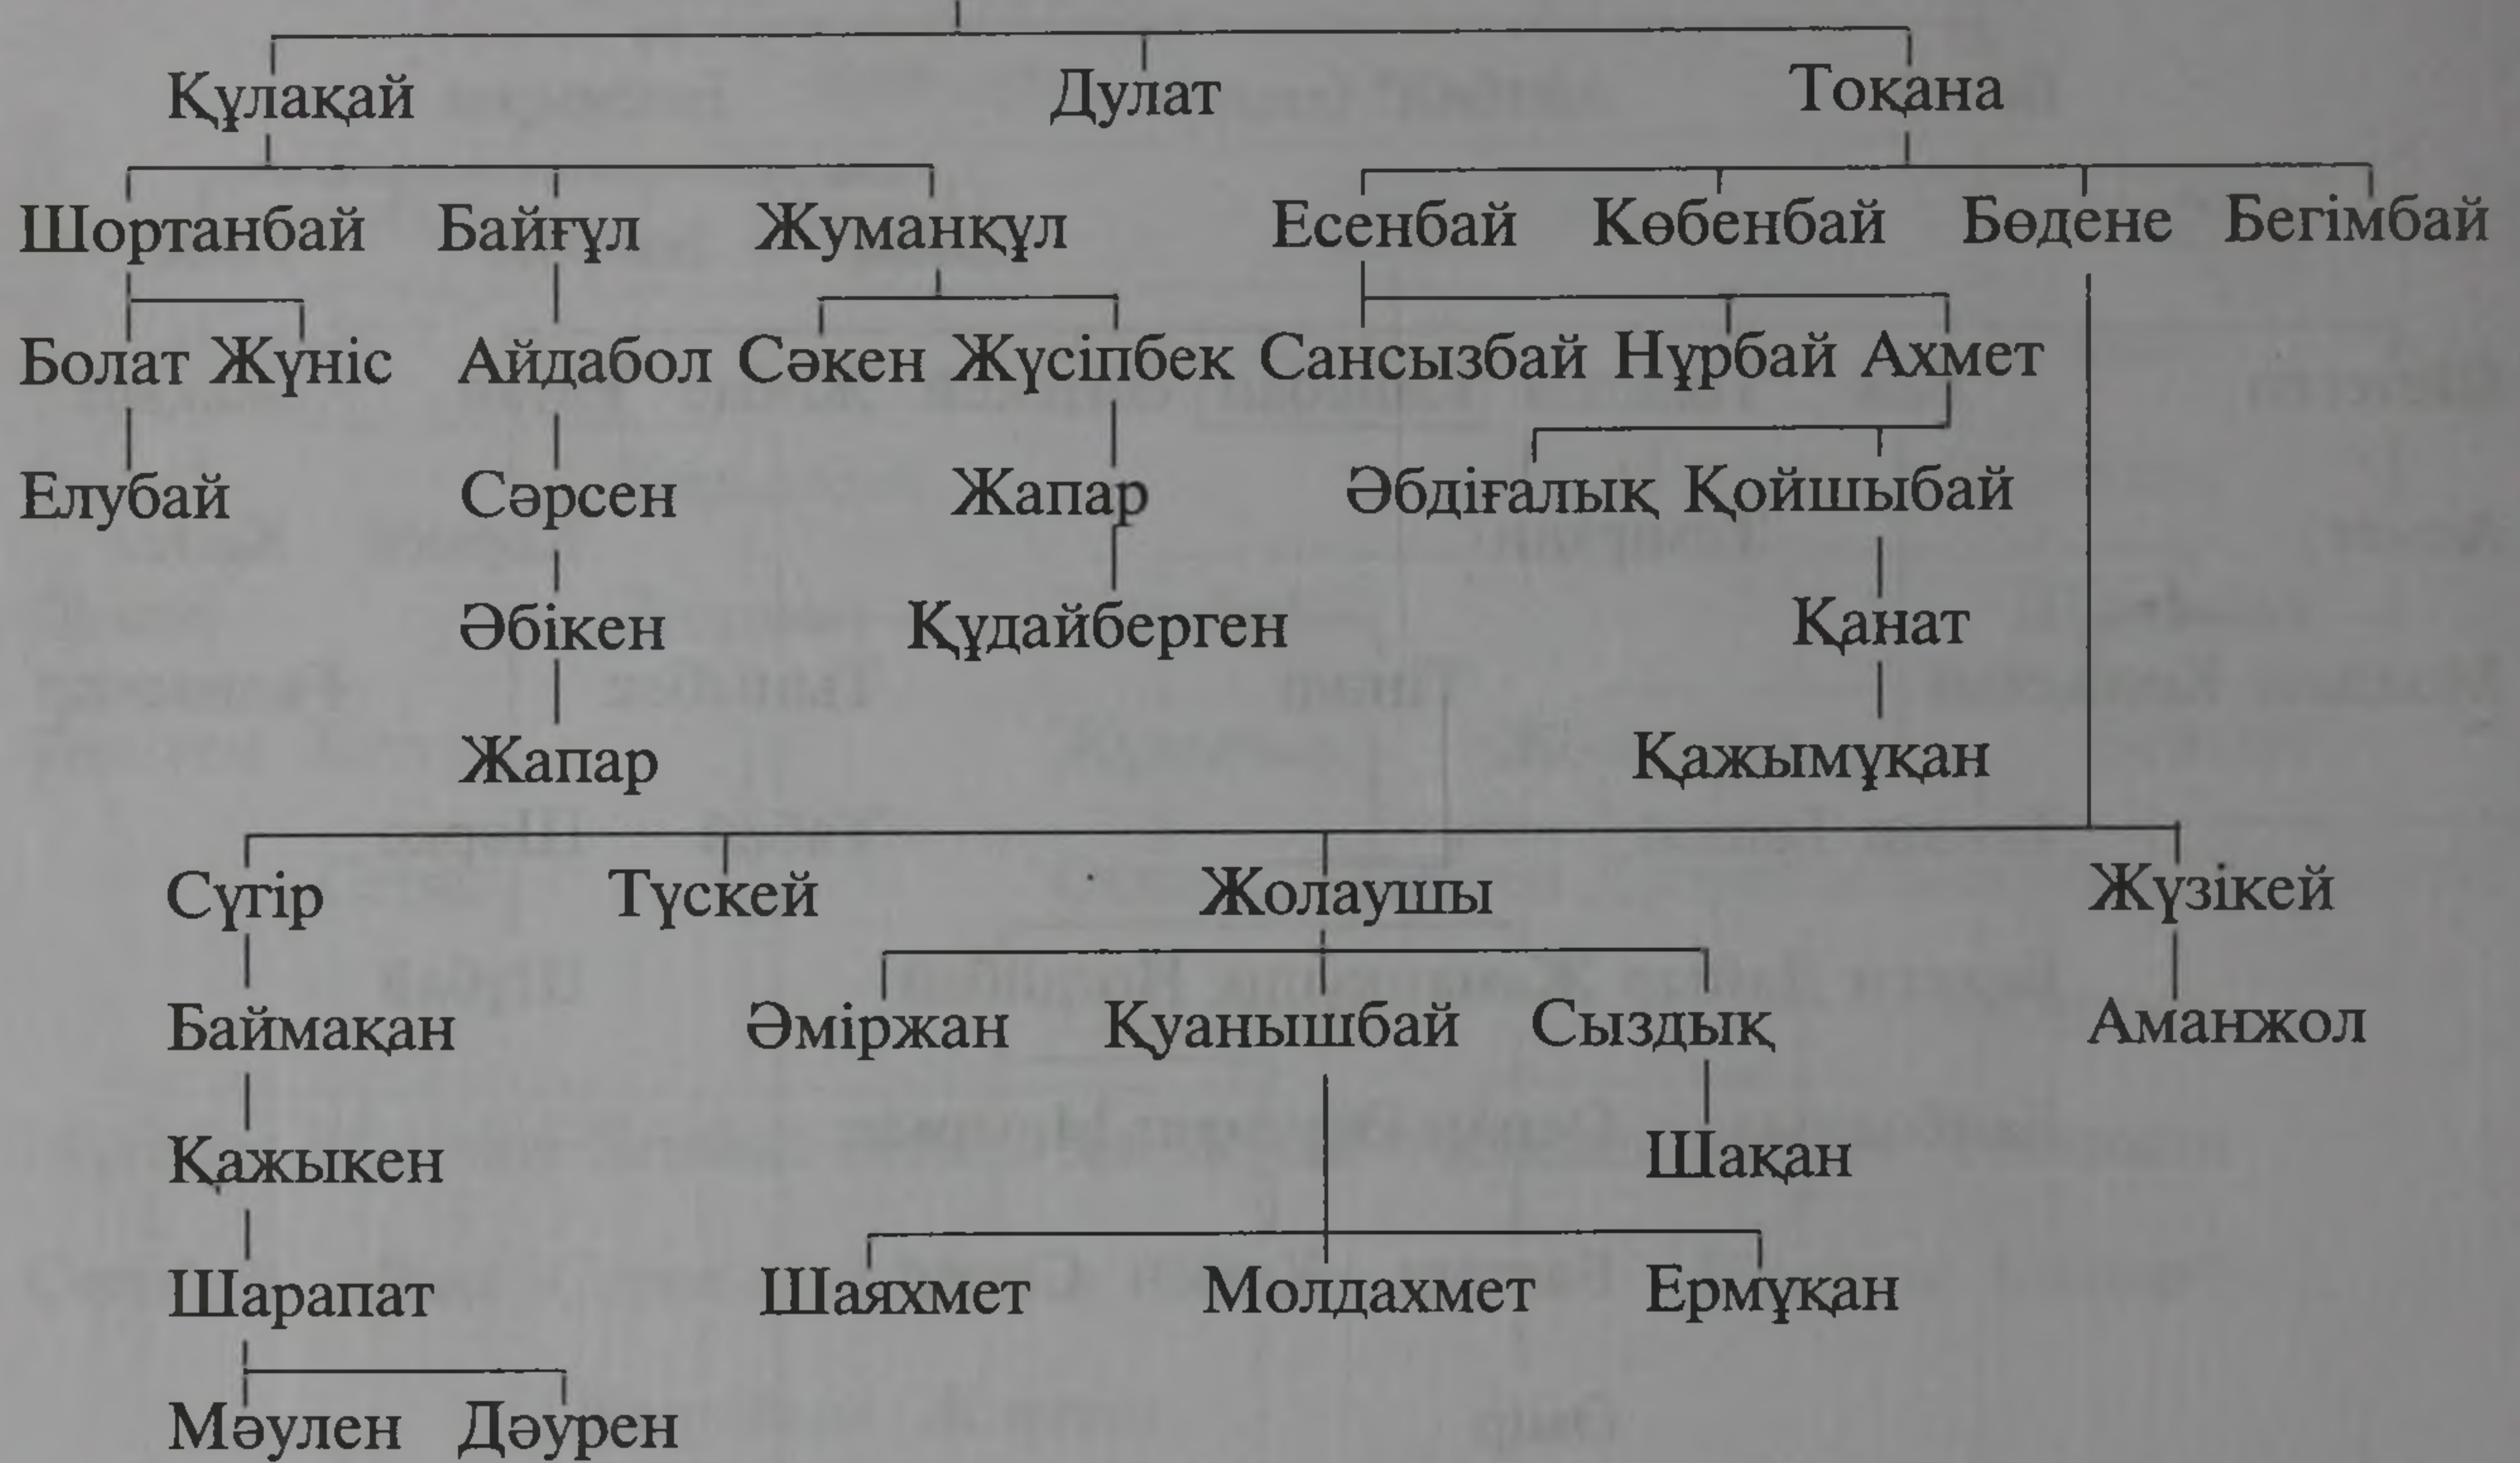 Құлақай Дулат Тоқана
Шортанбай Байғұл Жуманқұл Есенбай Көбенбай Бөдене Бегімбай
Болат Жүніс Айдабол Сәкен Жүсіпбек Сансызбай Нұрбай Ахмет
Елубай Сәрсен Жапар Әбдіғалық Қойшыбай
Әбікен Құдайберген Қанат
Жапар Қажымұқан
Сүгір Түскей Жолаушы Жүзікей
Баймақан Әміржан Қуанышбай Сыздық Аманжол
Қажыкен Шақан
Шарапат Шаяхмет Молдахмет Ермұқан
Мәулен Дәурен